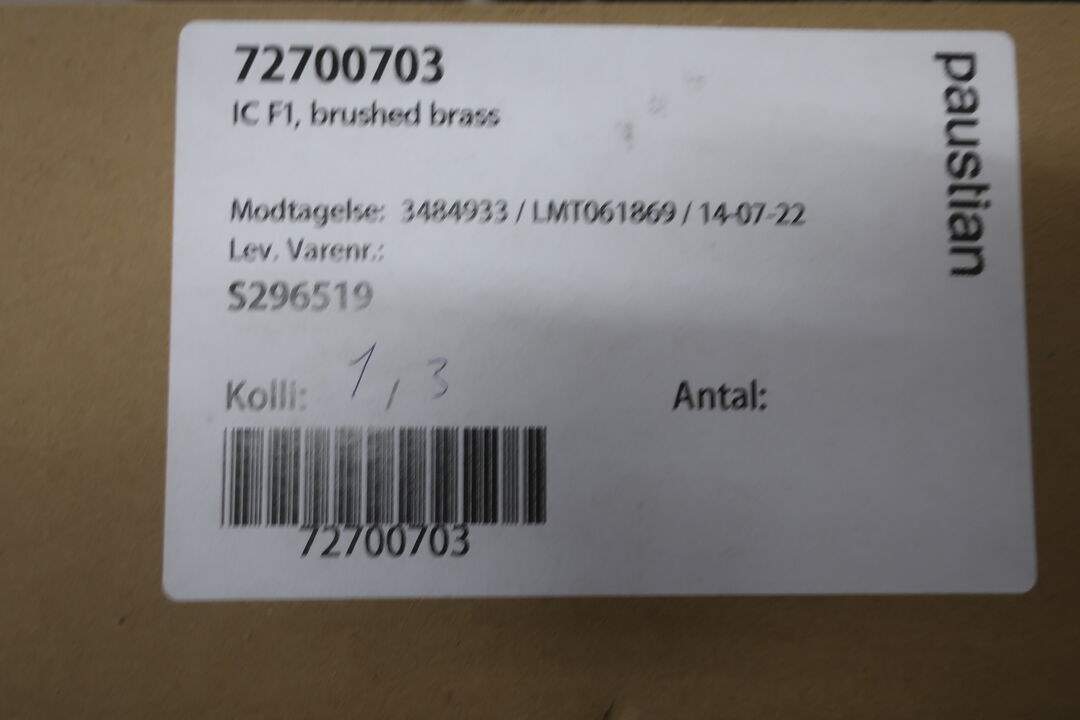 72700703
IC F1, brushed brass
paustian
Modtagelse: 3484933 / LMT061869 / 14-07-22
Lev. Varenr.:
S296519
Kolli: 1 / 3
Antal:
72700703